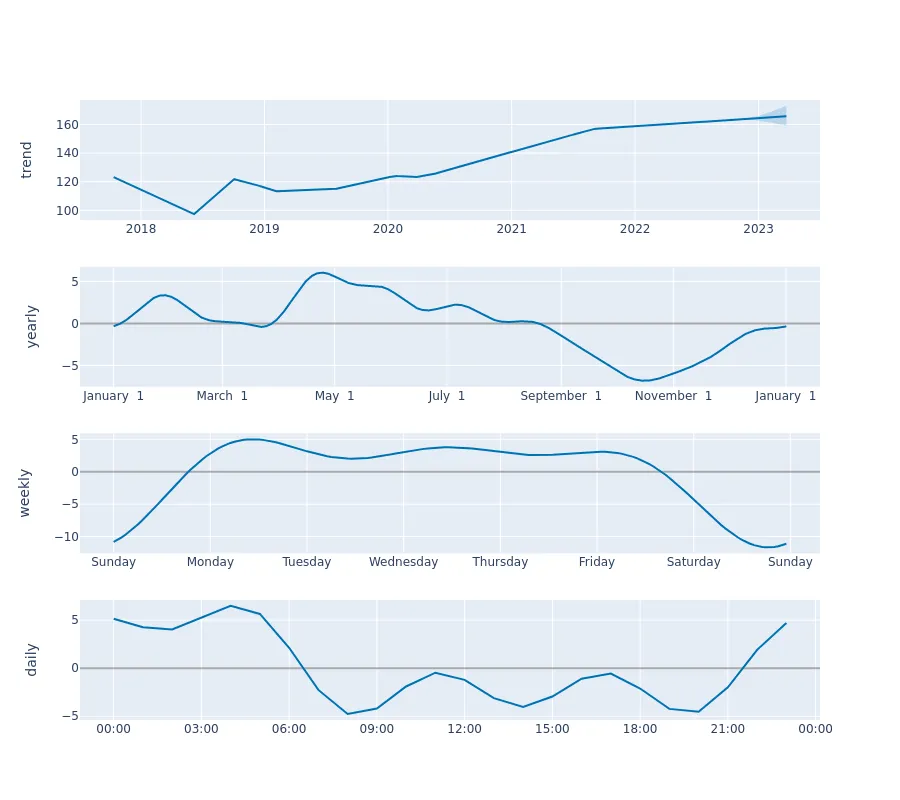 trend
160
140
120
100
2018 2019 2020 2021 2022 2023
yearly
5
0
−5
January 1 March 1 May 1 July 1 September 1 November 1 January 1
weekly
5
0
−5
−10
Sunday Monday Tuesday Wednesday Thursday Friday Saturday Sunday
daily
5
0
−5
00:00 03:00 06:00 09:00 12:00 15:00 18:00 21:00 00:00